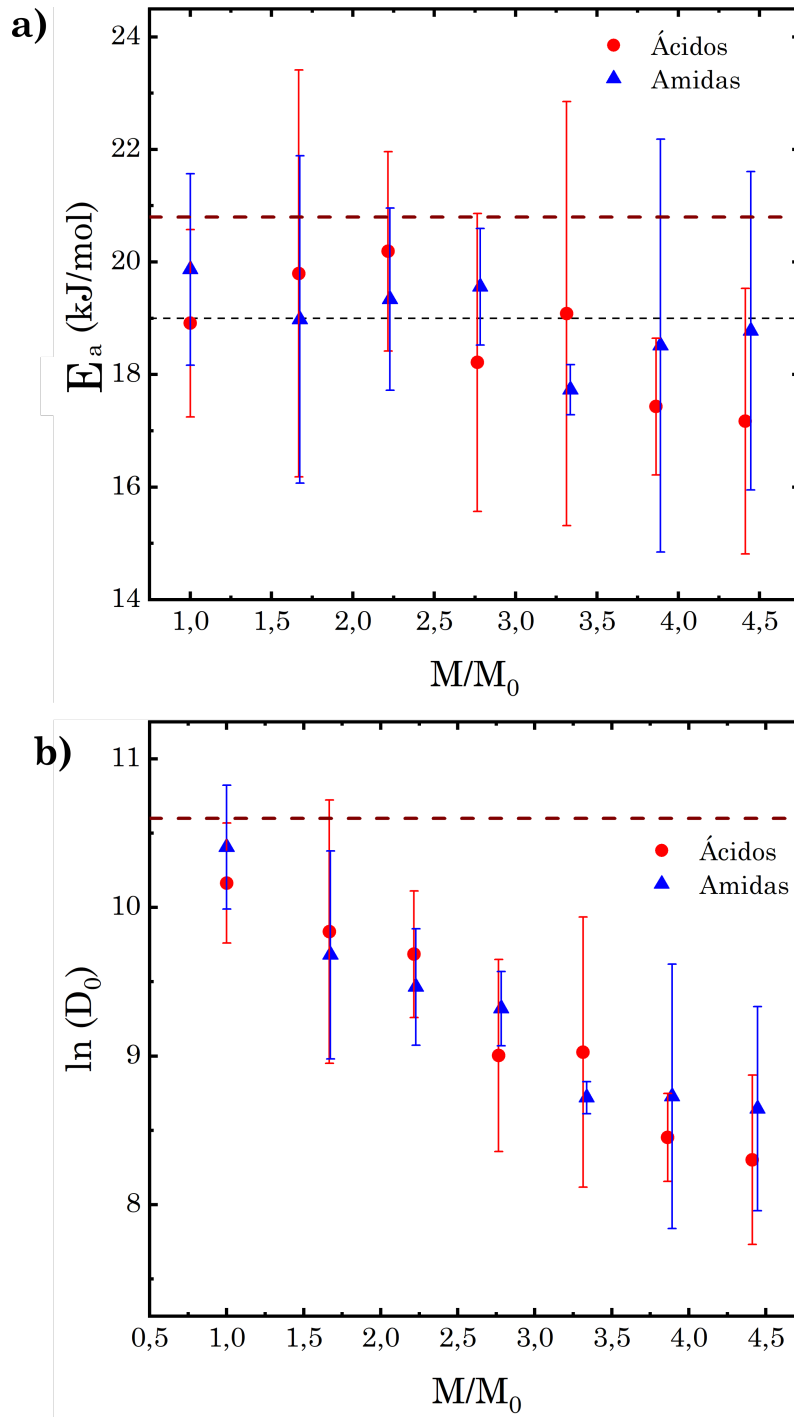 a)
24
22
20
18
16
14
E a (kJ/mol)
Ácidos
Amidas
1,0 1,5 2,0 2,5 3,0 3,5 4,0 4,5
M/M0
b)
11
10
9
8
ln (D0)
Ácidos
Amidas
0,5 1,0 1,5 2,0 2,5 3,0 3,5 4,0 4,5
M/M0